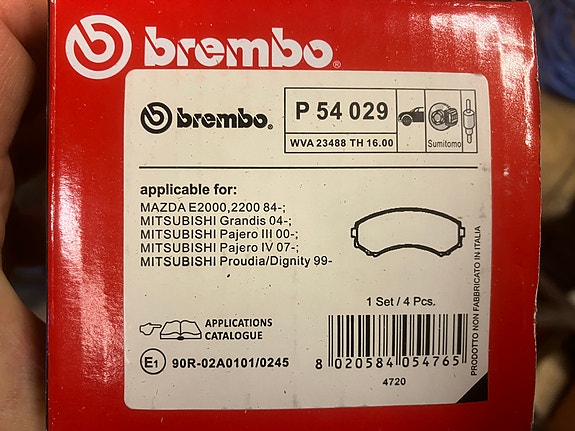 brembo®
brembo®
P 54 029
WVA 23488 TH 16.00
Sumitomo
applicable for:
MAZDA E2000,2200 84-;
MITSUBISHI Grandis 04-;
MITSUBISHI Pajero III 00-;
MITSUBISHI Pajero IV 07-;
MITSUBISHI Proudia/Dignity 99-
1 Set / 4 Pcs.
APPLICATIONS
CATALOGUE
E1 90R-02A0101/0245
8 020584 054765
4720
PRODOTTO NON FABBRICATO IN ITALIA